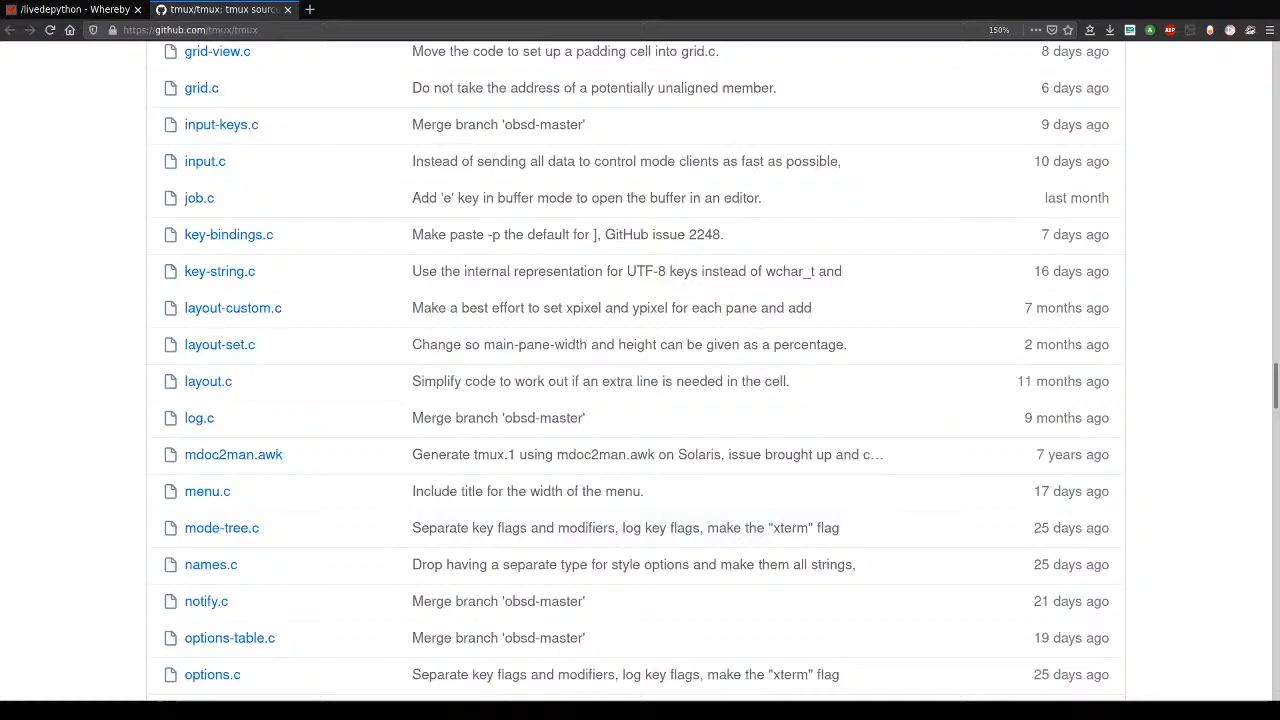 /livedepython - Whereby
tmux/tmux: tmux sourc
https://github.com/tmux/tmux
150%
grid-view.c Move the code to set up a padding cell into grid.c. 8 days ago
grid.c Do not take the address of a potentially unaligned member. 6 days ago
input-keys.c Merge branch 'obsd-master' 9 days ago
input.c Instead of sending all data to control mode clients as fast as possible, 10 days ago
job.c Add 'e' key in buffer mode to open the buffer in an editor. last month
key-bindings.c Make paste -p the default for ], GitHub issue 2248. 7 days ago
key-string.c Use the internal representation for UTF-8 keys instead of wchar_t and 16 days ago
layout-custom.c Make a best effort to set xpixel and ypixel for each pane and add 7 months ago
layout-set.c Change so main-pane-width and height can be given as a percentage. 2 months ago
layout.c Simplify code to work out if an extra line is needed in the cell. 11 months ago
log.c Merge branch 'obsd-master' 9 months ago
mdoc2man.awk Generate tmux.1 using mdoc2man.awk on Solaris, issue brought up and c… 7 years ago
menu.c Include title for the width of the menu. 17 days ago
mode-tree.c Separate key flags and modifiers, log key flags, make the "xterm" flag 25 days ago
names.c Drop having a separate type for style options and make them all strings, 25 days ago
notify.c Merge branch 'obsd-master' 21 days ago
options-table.c Merge branch 'obsd-master' 19 days ago
options.c Separate key flags and modifiers, log key flags, make the "xterm" flag 25 days ago